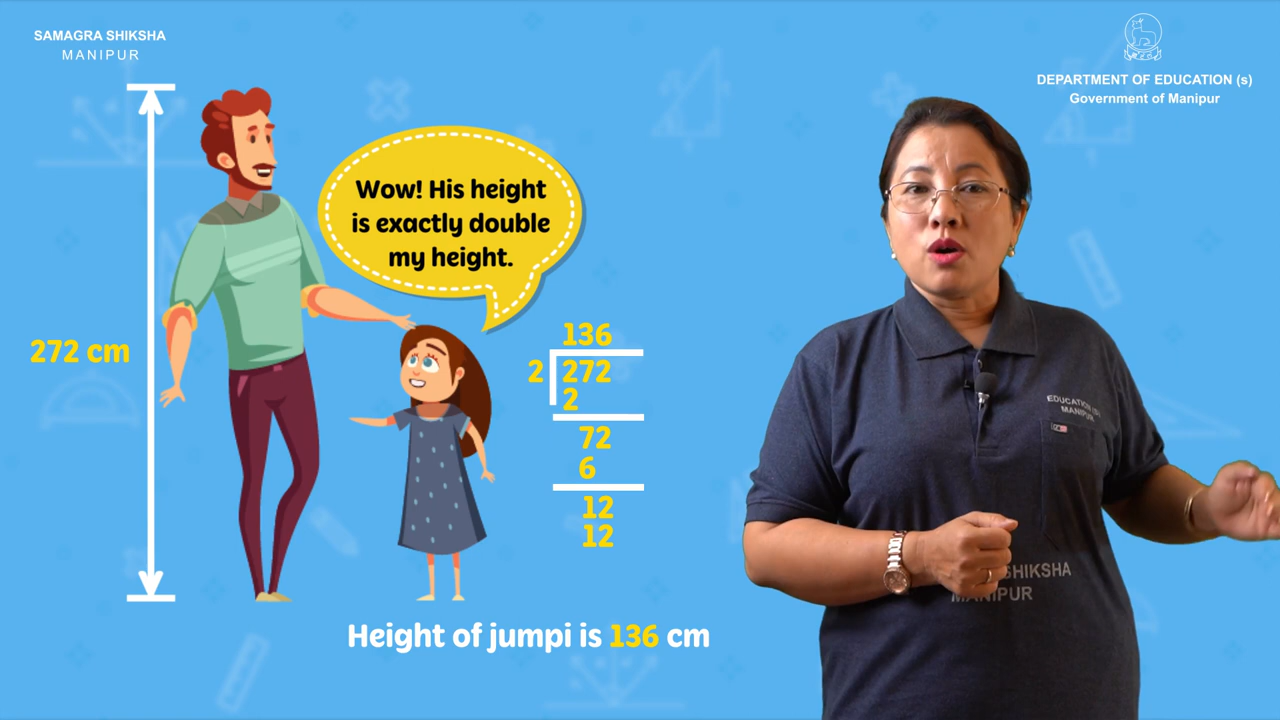 SAMAGRA SHIKSHA
MANIPUR
DEPARTMENT OF EDUCATION (s)
Government of Manipur
Wow! His height
is exactly double
my height.
272 cm
136
2 272
2
72
6
12
12
Height of jumpi is 136 cm
EDUCATION (S)
MANIPUR
SHIKSHA
MANIPUR